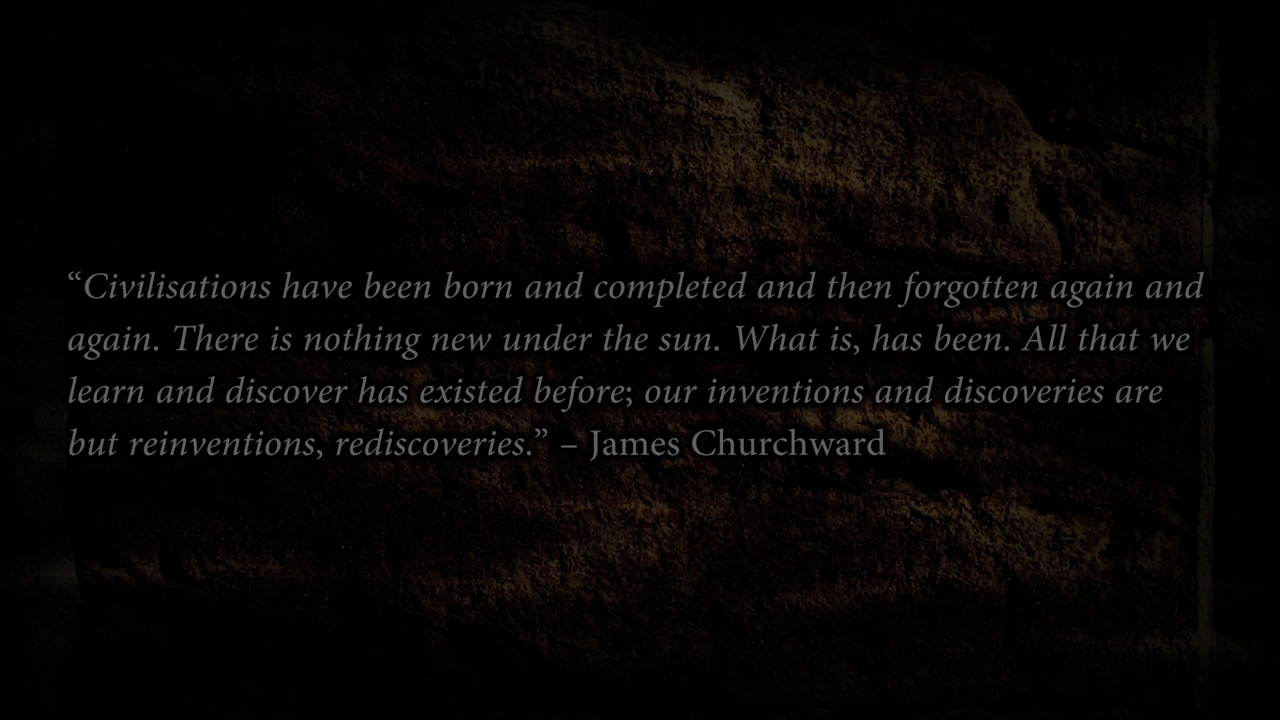 “Civilisations have been born and completed and then forgotten again and
again. There is nothing new under the sun. What is, has been. All that we
learn and discover has existed before; our inventions and discoveries are
but reinventions, rediscoveries.” – James Churchward